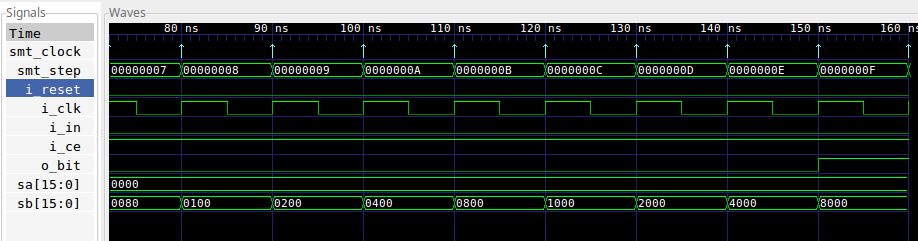 Signals
Waves
Time
80 ns 90 ns 100 ns 110 ns 120 ns 130 ns 140 ns 150 ns 160 ns
smt_clock
smt_step 00000007 00000008 00000009 0000000A 0000000B 0000000C 0000000D 0000000E 0000000F
i_reset
i_clk
i_in
i_ce
o_bit
sa[15:0] 0000
sb[15:0] 0080 0100 0200 0400 0800 1000 2000 4000 8000